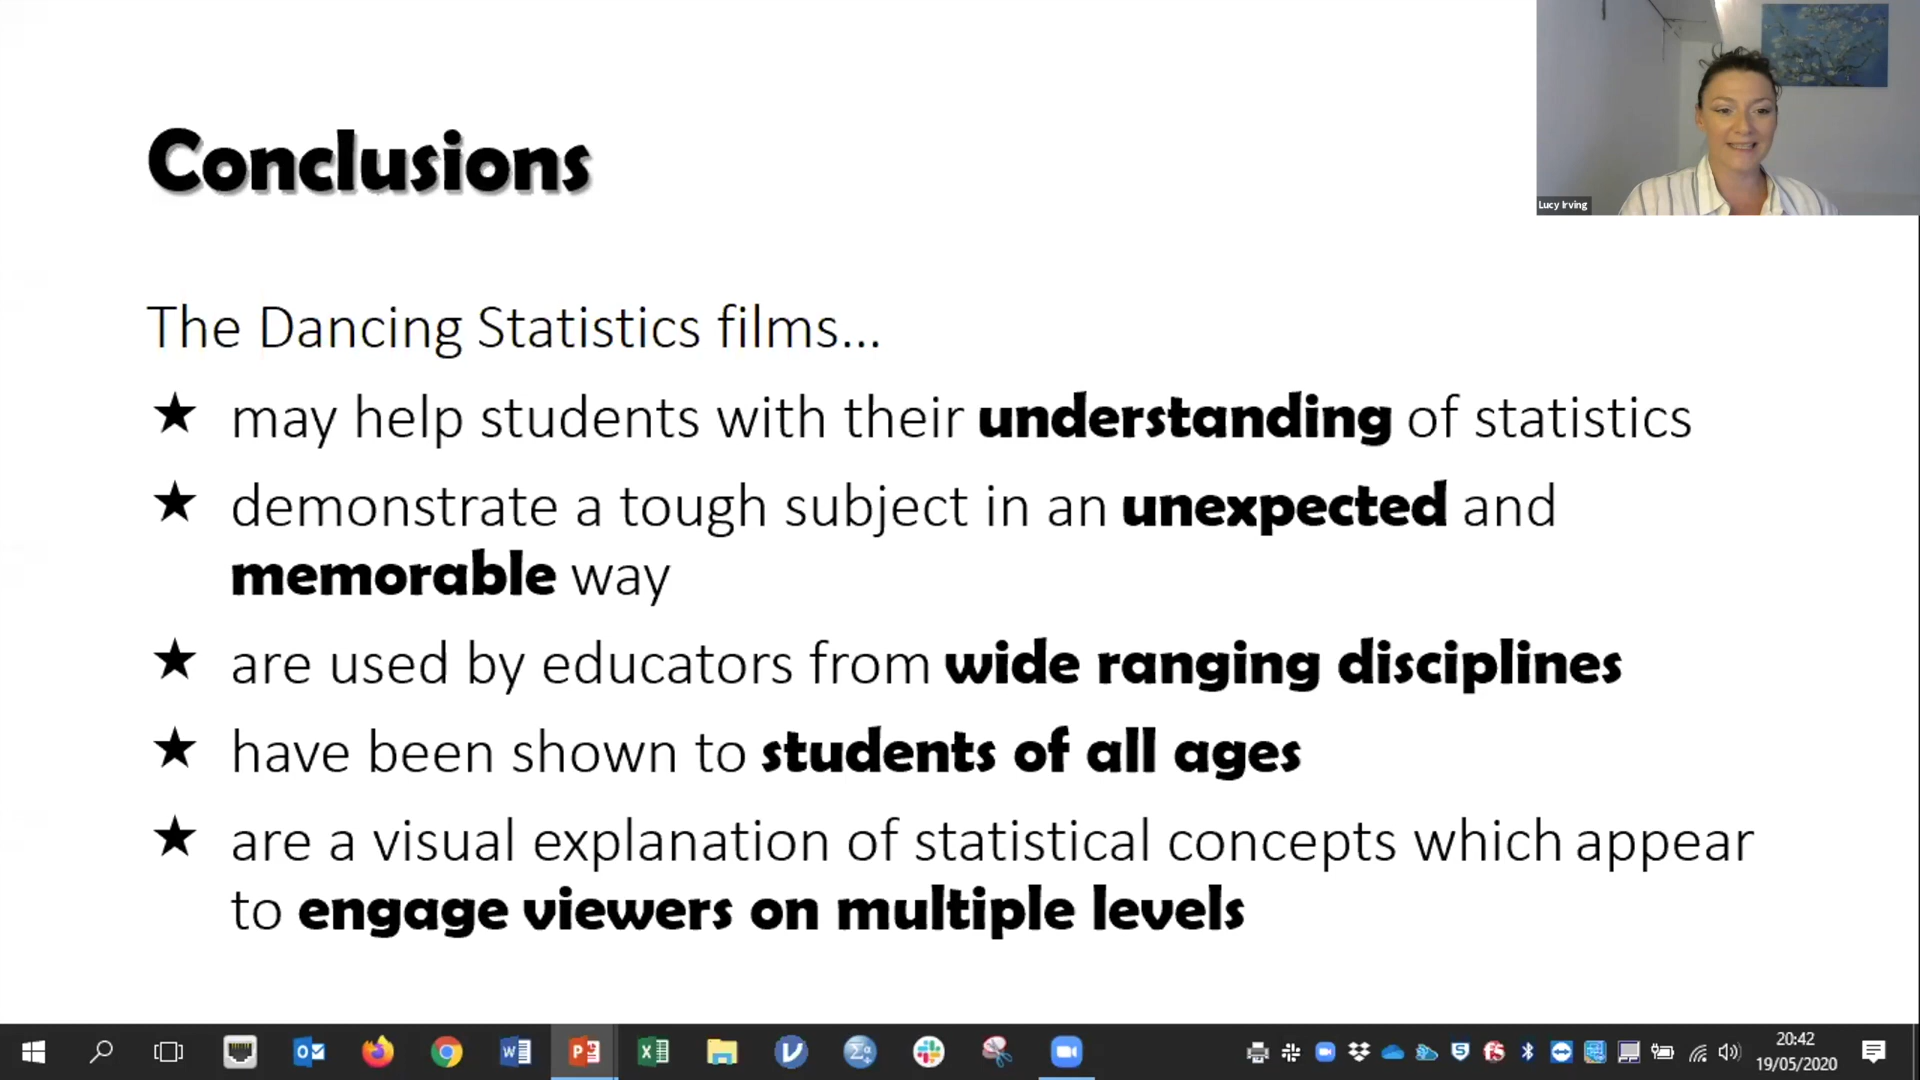 Conclusions
Lucy Irving
The Dancing Statistics films...
★ may help students with their understanding of statistics
★ demonstrate a tough subject in an unexpected and
memorable way
★ are used by educators from wide ranging disciplines
★ have been shown to students of all ages
★ are a visual explanation of statistical concepts which appear
to engage viewers on multiple levels
20:42
19/05/2020